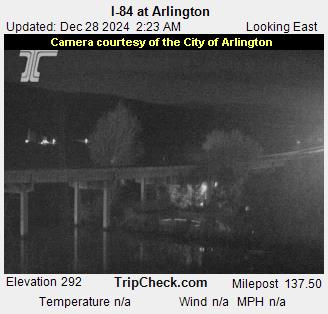 I-84 at Arlington
Updated: Dec 28 2024 2:23 AM Looking East
Camera courtesy of the City of Arlington
Elevation 292 TripCheck.com Milepost 137.50
Temperature n/a Wind n/a MPH n/a